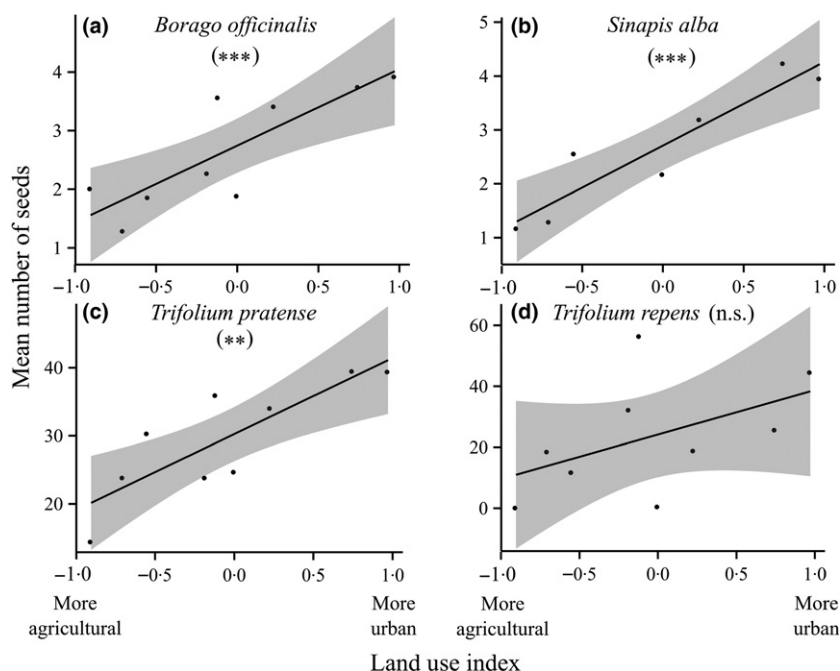 (a) Borago officinalis
(***)
4
3
2
1
−1·0 −0·5 0·0 0·5 1·0
(b) Sinapis alba
(***)
5
4
3
2
1
−1·0 −0·5 0·0 0·5 1·0
Mean number of seeds
(c) Trifolium pratense
(**)
40
30
20
−1·0 −0·5 0·0 0·5 1·0
More agricultural
More urban
(d) Trifolium repens (n.s.)
60
40
20
0
−1·0 −0·5 0·0 0·5 1·0
More agricultural
More urban
Land use index